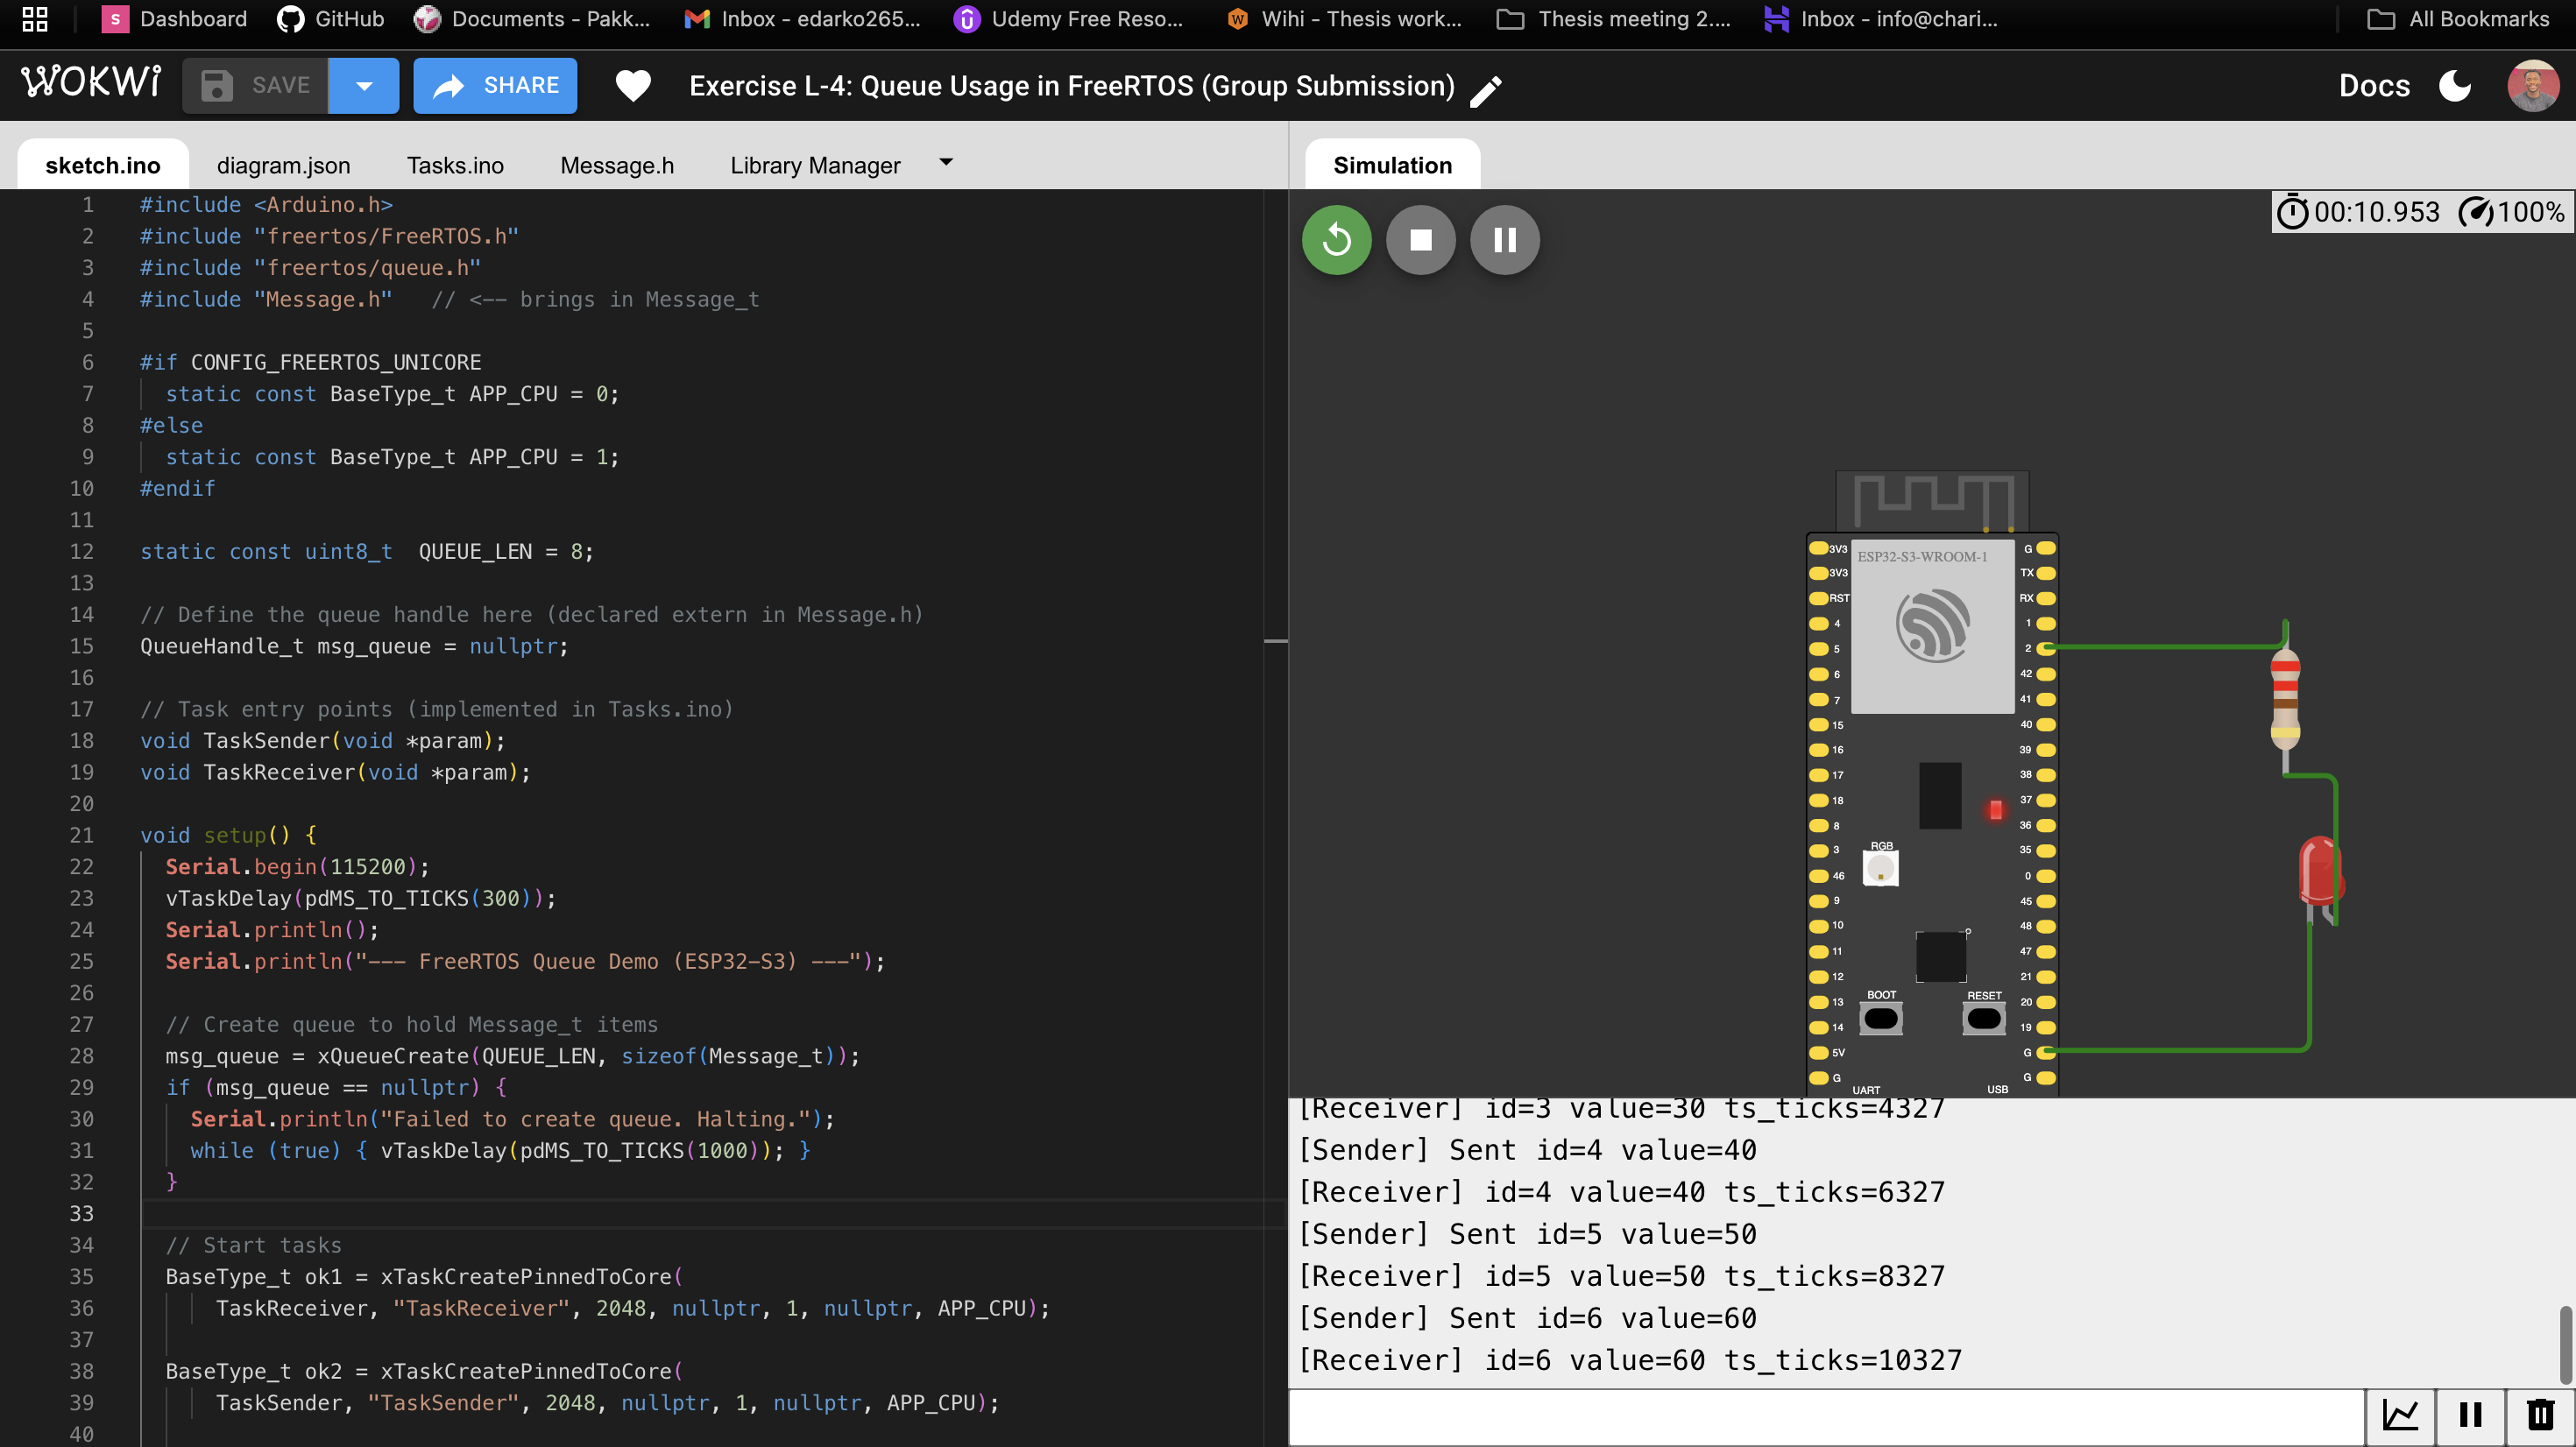 Dashboard GitHub Documents - Pakk... Inbox - edarko265... Udemy Free Reso... Wihi - Thesis work... Thesis meeting 2.... Inbox - info@chari... All Bookmarks
WOKWi SAVE SHARE Exercise L-4: Queue Usage in FreeRTOS (Group Submission) Docs
sketch.ino diagram.json Tasks.ino Message.h Library Manager
1 #include <Arduino.h>
2 #include "freertos/FreeRTOS.h"
3 #include "freertos/queue.h"
4 #include "Message.h"   // <-- brings in Message_t
5
6 #if CONFIG_FREERTOS_UNICORE
7   static const BaseType_t APP_CPU = 0;
8 #else
9   static const BaseType_t APP_CPU = 1;
10 #endif
11
12 static const uint8_t  QUEUE_LEN = 8;
13
14 // Define the queue handle here (declared extern in Message.h)
15 QueueHandle_t msg_queue = nullptr;
16
17 // Task entry points (implemented in Tasks.ino)
18 void TaskSender(void *param);
19 void TaskReceiver(void *param);
20
21 void setup() {
22   Serial.begin(115200);
23   vTaskDelay(pdMS_TO_TICKS(300));
24   Serial.println();
25   Serial.println("--- FreeRTOS Queue Demo (ESP32-S3) ---");
26
27   // Create queue to hold Message_t items
28   msg_queue = xQueueCreate(QUEUE_LEN, sizeof(Message_t));
29   if (msg_queue == nullptr) {
30     Serial.println("Failed to create queue. Halting.");
31     while (true) { vTaskDelay(pdMS_TO_TICKS(1000)); }
32   }
33
34   // Start tasks
35   BaseType_t ok1 = xTaskCreatePinnedToCore(
36       TaskReceiver, "TaskReceiver", 2048, nullptr, 1, nullptr, APP_CPU);
37
38   BaseType_t ok2 = xTaskCreatePinnedToCore(
39       TaskSender, "TaskSender", 2048, nullptr, 1, nullptr, APP_CPU);
40
Simulation
00:10.953 100%
ESP32-S3-WROOM-1
3V3 G
3V3 TX
RST RX
4 1
5 2
6 42
7 41
15 40
16 39
17 38
18 37
8 36
3 RGB 35
46 0
9 45
10 48
11 47
12 21
13 BOOT RESET 20
14 19
5V G
G UART USB G
[Receiver] id=3 value=30 ts_ticks=4327
[Sender] Sent id=4 value=40
[Receiver] id=4 value=40 ts_ticks=6327
[Sender] Sent id=5 value=50
[Receiver] id=5 value=50 ts_ticks=8327
[Sender] Sent id=6 value=60
[Receiver] id=6 value=60 ts_ticks=10327